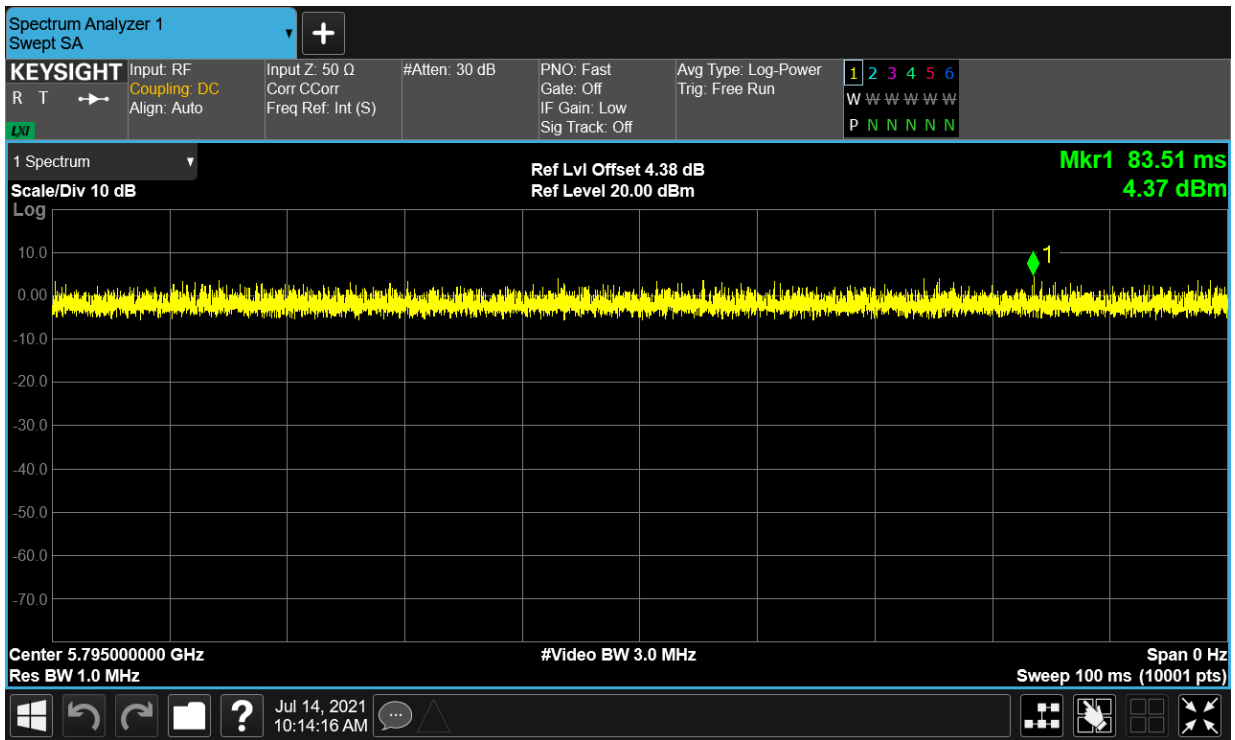 Spectrum Analyzer 1
Swept SA
KEYSIGHT
R T
LXI
Input: RF
Coupling: DC
Align: Auto
Input Z: 50 Ω
Corr CCorr
Freq Ref: Int (S)
#Atten: 30 dB
PNO: Fast
Gate: Off
IF Gain: Low
Sig Track: Off
Avg Type: Log-Power
Trig: Free Run
1 2 3 4 5 6
W W W W W W
P N N N N N
1 Spectrum
Scale/Div 10 dB
Ref Lvl Offset 4.38 dB
Ref Level 20.00 dBm
Mkr1 83.51 ms
4.37 dBm
Log
10.0
1
0.00
-10.0
-20.0
-30.0
-40.0
-50.0
-60.0
-70.0
Center 5.795000000 GHz
#Video BW 3.0 MHz
Span 0 Hz
Res BW 1.0 MHz
Sweep 100 ms (10001 pts)
?
Jul 14, 2021
10:14:16 AM